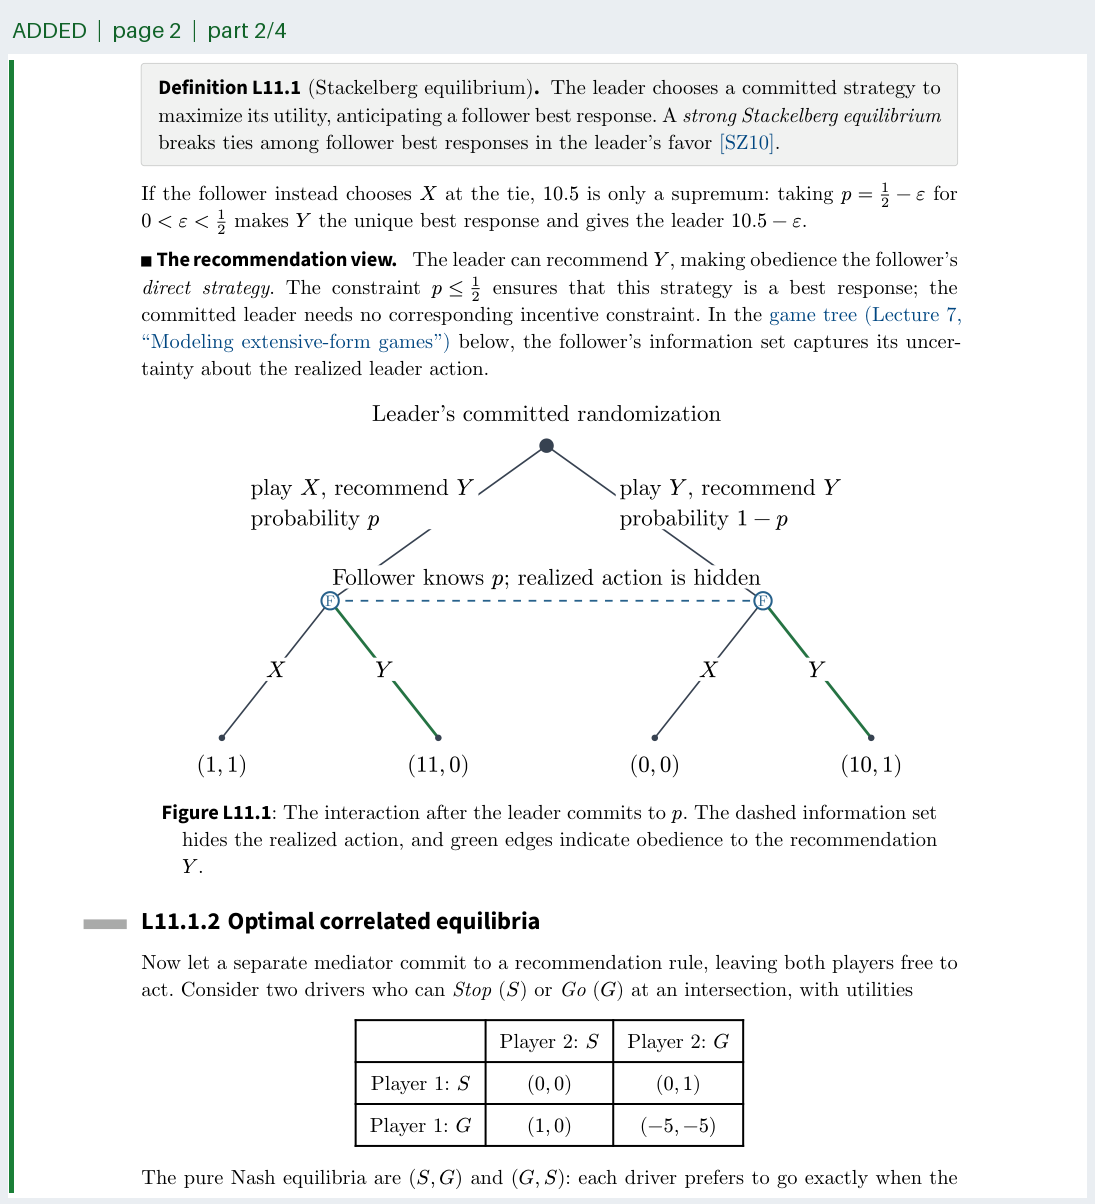 ADDED | page 2 | part 2/4
Definition L11.1 (Stackelberg equilibrium). The leader chooses a committed strategy to
maximize its utility, anticipating a follower best response. A strong Stackelberg equilibrium
breaks ties among follower best responses in the leader's favor [SZ10].
If the follower instead chooses X at the tie, 10.5 is only a supremum: taking p = 1/2 − ε for
0 < ε < 1/2 makes Y the unique best response and gives the leader 10.5 − ε.
■ The recommendation view. The leader can recommend Y, making obedience the follower's
direct strategy. The constraint p ≤ 1/2 ensures that this strategy is a best response; the
committed leader needs no corresponding incentive constraint. In the game tree (Lecture 7,
“Modeling extensive-form games”) below, the follower's information set captures its uncer-
tainty about the realized leader action.
Leader's committed randomization
play X, recommend Y play Y, recommend Y
probability p probability 1 − p
Follower knows p; realized action is hidden
F F
X Y X Y
(1, 1) (11, 0) (0, 0) (10, 1)
Figure L11.1: The interaction after the leader commits to p. The dashed information set
hides the realized action, and green edges indicate obedience to the recommendation
Y.
L11.1.2 Optimal correlated equilibria
Now let a separate mediator commit to a recommendation rule, leaving both players free to
act. Consider two drivers who can Stop (S) or Go (G) at an intersection, with utilities
Player 2: S Player 2: G
Player 1: S (0, 0) (0, 1)
Player 1: G (1, 0) (−5, −5)
The pure Nash equilibria are (S, G) and (G, S): each driver prefers to go exactly when the